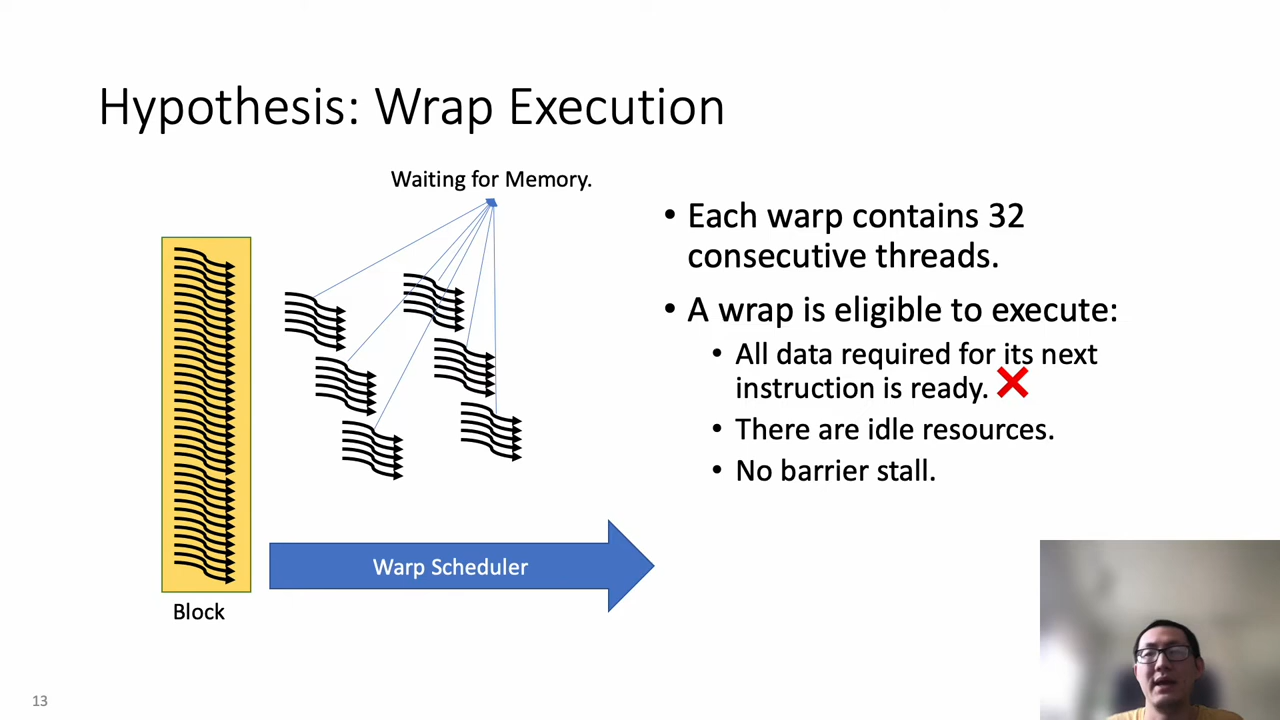 Hypothesis: Wrap Execution
Waiting for Memory.
Block
Warp Scheduler
• Each warp contains 32
consecutive threads.
• A wrap is eligible to execute:
• All data required for its next
instruction is ready.
• There are idle resources.
• No barrier stall.
13